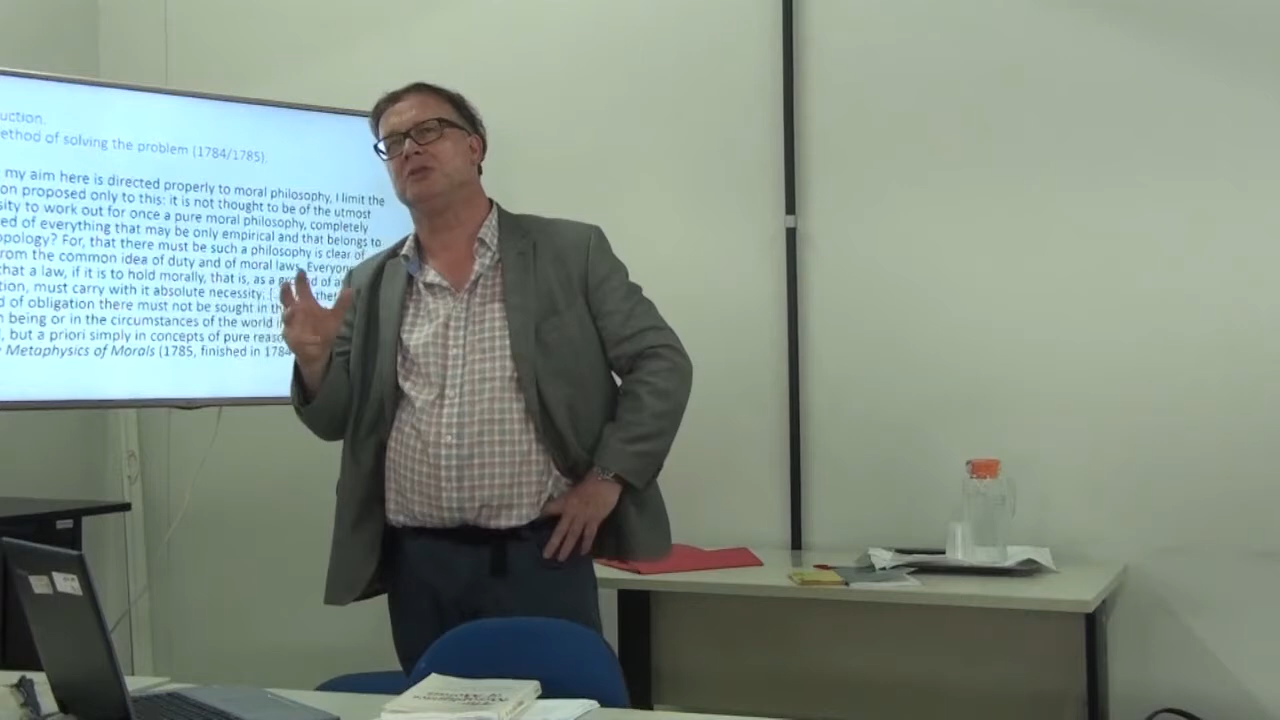 uction.
ethod of solving the problem (1784/1785).
my aim here is directed properly to moral philosophy, I limit the
on proposed only to this: it is not thought to be of the utmost
sity to work out for once a pure moral philosophy, completely
ed of everything that may be only empirical and that belongs to
opology? For, that there must be such a philosophy is clear of
rom the common idea of duty and of moral laws. Everyone
that a law, if it is to hold morally, that is, as a ground of
tion, must carry with it absolute necessity; [
d of obligation there must not be sought in the
n being or in the circumstances of the world
, but a priori simply in concepts of pure reaso
Metaphysics of Morals (1785, finished in 1784